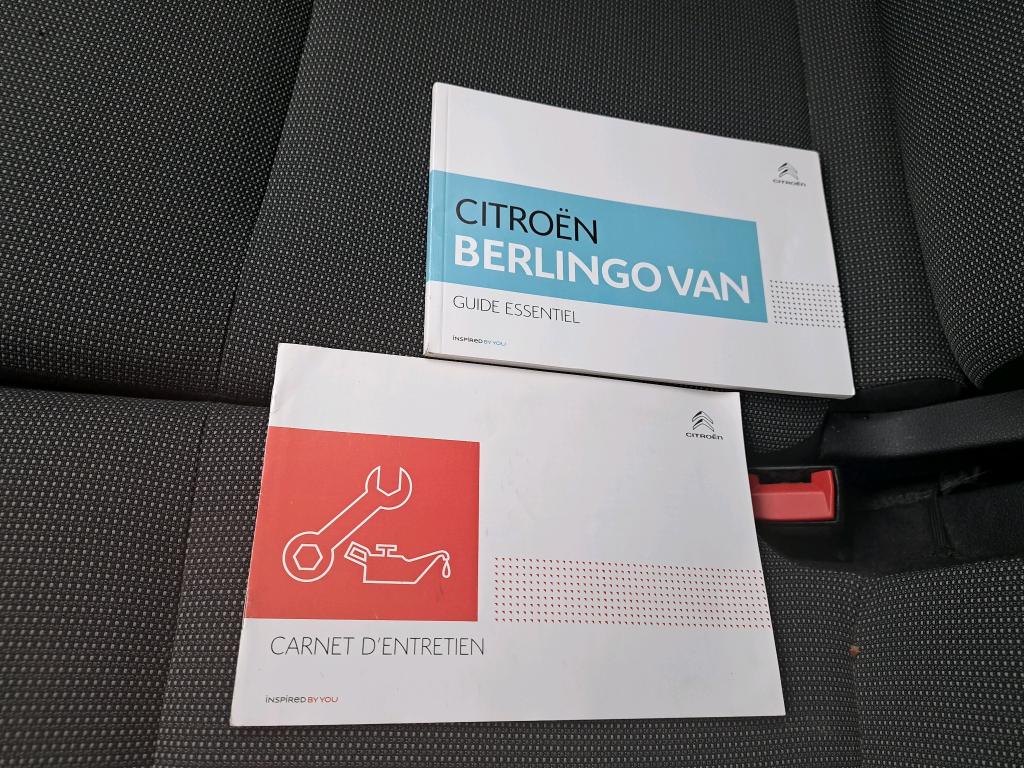 CITROËN
CITROËN
BERLINGO VAN
GUIDE ESSENTIEL
INSPIRED BY YOU
CITROËN
CARNET D'ENTRETIEN
INSPIRED BY YOU